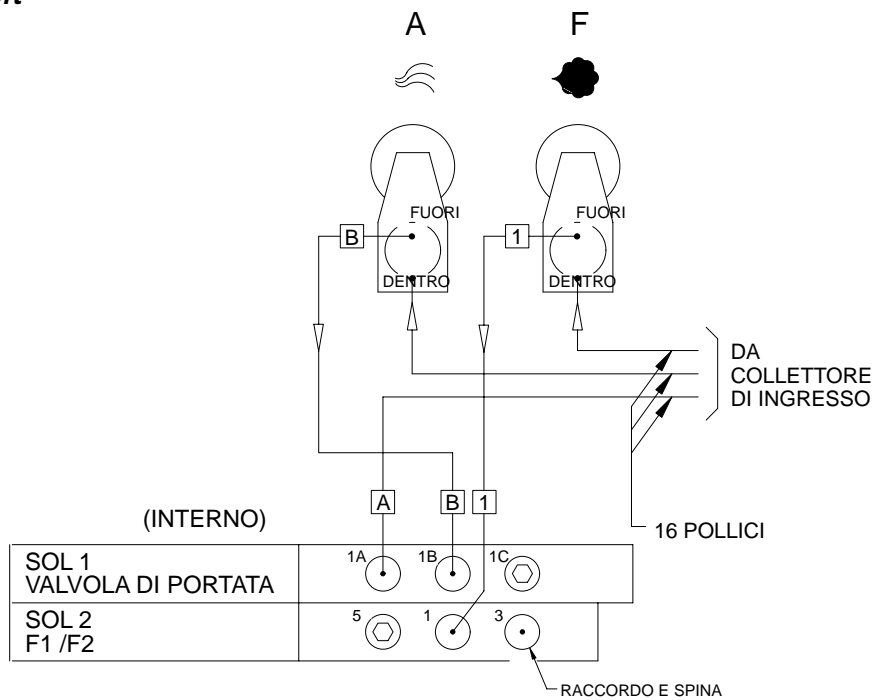 A F
FUORI FUORI
B 1
DENTRO DENTRO
DA
COLLETTORE
DI INGRESSO
A B 1
(INTERNO)
16 POLLICI
SOL 1
VALVOLA DI PORTATA
1A 1B 1C
SOL 2
F1 /F2
5 1 3
RACCORDO E SPINA